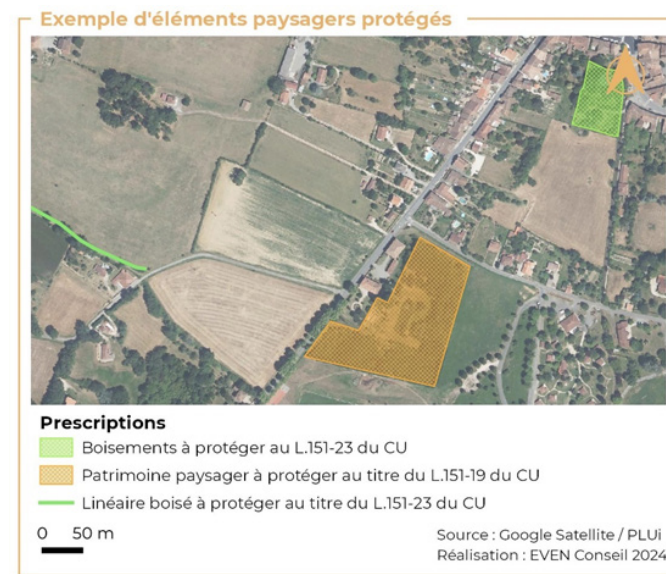 Exemple d'éléments paysagers protégés
Prescriptions
Boisements à protéger au L.151-23 du CU
Patrimoine paysager à protéger au titre du L.151-19 du CU
Linéaire boisé à protéger au titre du L.151-23 du CU
0 50 m
Source : Google Satellite / PLUi
Réalisation : EVEN Conseil 2024